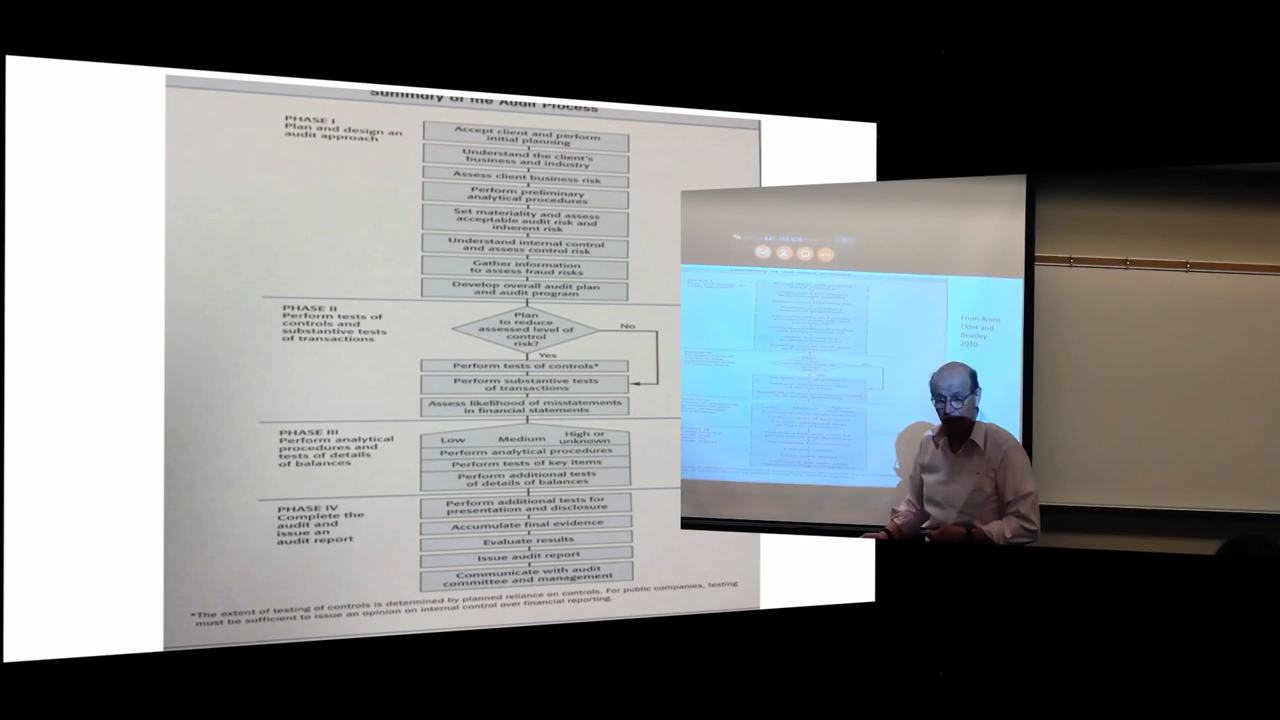 Summary of the Audit Process
PHASE I
Plan and design an
audit approach
Accept client and perform
initial planning
Understand the client's
business and industry
Assess client business risk
Perform preliminary
analytical procedures
Set materiality and assess
acceptable audit risk and
inherent risk
Understand internal control
and assess control risk
Gather information
to assess fraud risks
Develop overall audit plan
and audit program
PHASE II
Perform tests of
controls and
substantive tests
of transactions
Plan
to reduce
assessed level of
control
risk?
No
Yes
Perform tests of controls*
Perform substantive tests
of transactions
Assess likelihood of misstatements
in financial statements
PHASE III
Perform analytical
procedures and
tests of details
of balances
Low Medium High or
unknown
Perform analytical procedures
Perform tests of key items
Perform additional tests
of details of balances
PHASE IV
Complete the
audit and
issue an
audit report
Perform additional tests for
presentation and disclosure
Accumulate final evidence
Evaluate results
Issue audit report
Communicate with audit
committee and management
*The extent of testing of controls is determined by planned reliance on controls. For public companies, testing
must be sufficient to issue an opinion on internal control over financial reporting.
From Arens
Elder and
Beasley
2010